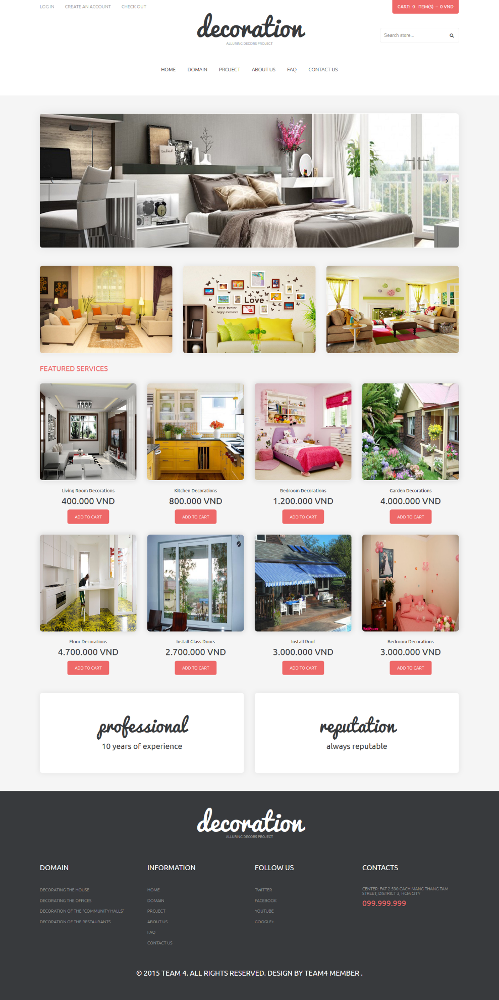 LOG IN
CREATE AN ACCOUNT
CHECK OUT
CART: 0 ITEM(S) – 0 VND
decoration
ALLURING DECORS PROJECT
Search store...
HOME
DOMAIN
PROJECT
ABOUT US
FAQ
CONTACT US
Love
these forever
happy memories
FEATURED SERVICES
Living Room Decorations
Kitchen Decorations
Bedroom Decorations
Garden Decorations
400.000 VND
800.000 VND
1.200.000 VND
4.000.000 VND
ADD TO CART
ADD TO CART
ADD TO CART
ADD TO CART
Floor Decorations
Install Glass Doors
Install Roof
Bedroom Decorations
4.700.000 VND
2.700.000 VND
3.000.000 VND
3.000.000 VND
ADD TO CART
ADD TO CART
ADD TO CART
ADD TO CART
professional
10 years of experience
reputation
always reputable
decoration
ALLURING DECORS PROJECT
DOMAIN
DECORATING THE HOUSE
DECORATING THE OFFICES
DECORATION OF THE "COMMUNITY HALLS"
DECORATION OF THE RESTAURANTS
INFORMATION
HOME
DOMAIN
PROJECT
ABOUT US
FAQ
CONTACT US
FOLLOW US
TWITTER
FACEBOOK
YOUTUBE
GOOGLE+
CONTACTS
CENTER: FAT 2 590 CACH MANG THANG TAM
STREET, DISTRICT 3, HCM CITY
099.999.999
© 2015 TEAM 4. ALL RIGHTS RESERVED. DESIGN BY TEAM4 MEMBER .